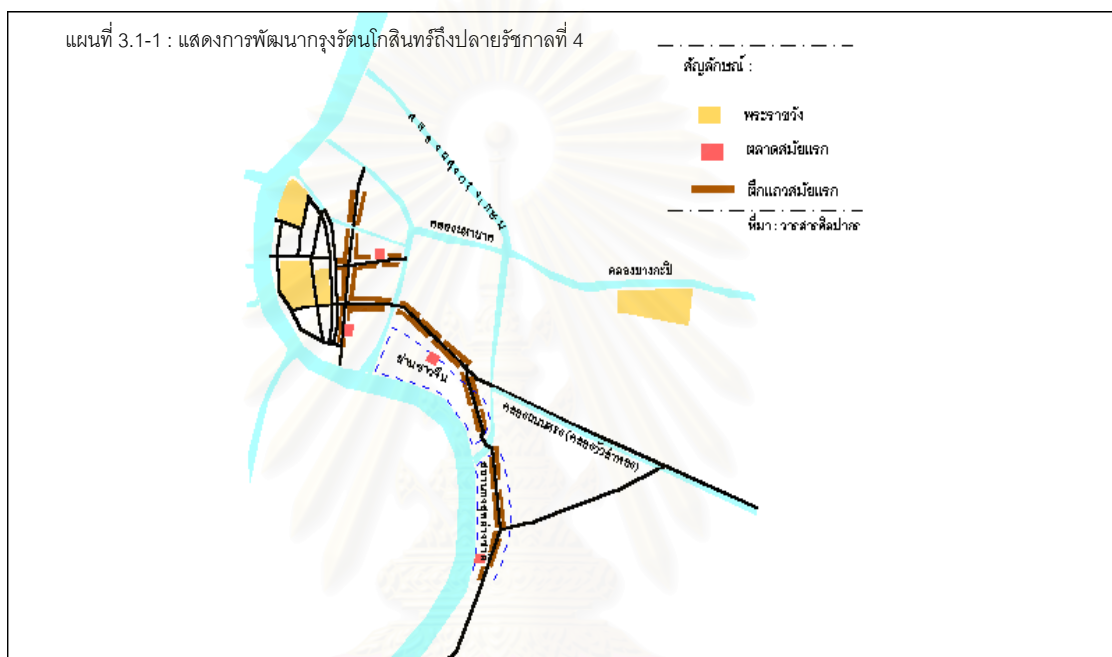 แผนที่ 3.1-1 : แสดงการพัฒนากรุงรัตนโกสินทร์ถึงปลายรัชกาลที่ 4
สัญลักษณ์ :
พระราชวัง
ตลาดสมัยแรก
ตึกแถวสมัยแรก
ที่มา : วารสารศิลปากร
คลองผดุงกรุงเกษม
คลองมหานาค
คลองบางกะปิ
ย่านชาวจีน
คลองถนนตรง (คลองวัวลำพอง)